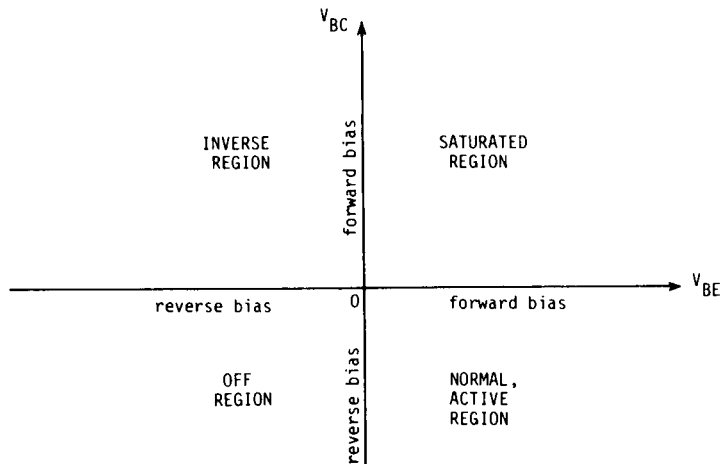 V_BC
INVERSE
REGION
forward bias
SATURATED
REGION
V_BE
reverse bias
0
forward bias
OFF
REGION
reverse bias
NORMAL,
ACTIVE
REGION